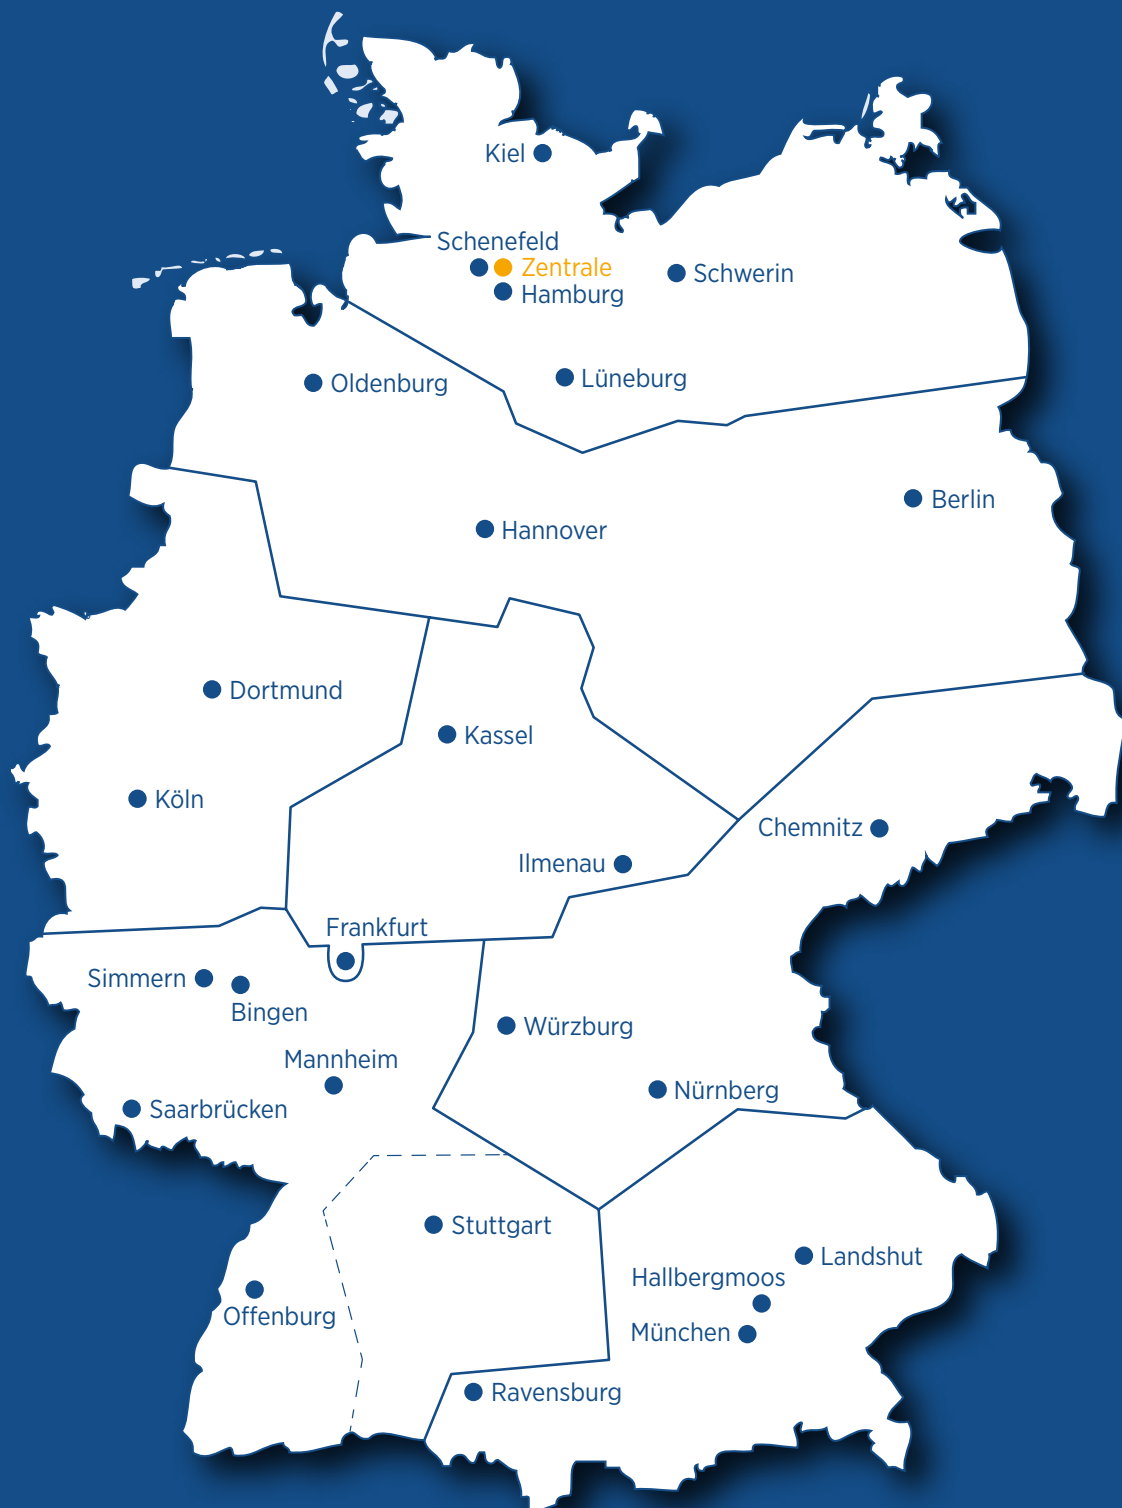 Kiel
Schenefeld
Zentrale
Schwerin
Hamburg
Lüneburg
Oldenburg
Berlin
Hannover
Dortmund
Kassel
Köln
Chemnitz
Ilmenau
Frankfurt
Simmern
Bingen
Würzburg
Mannheim
Nürnberg
Saarbrücken
Stuttgart
Landshut
Hallbergmoos
Offenburg
München
Ravensburg